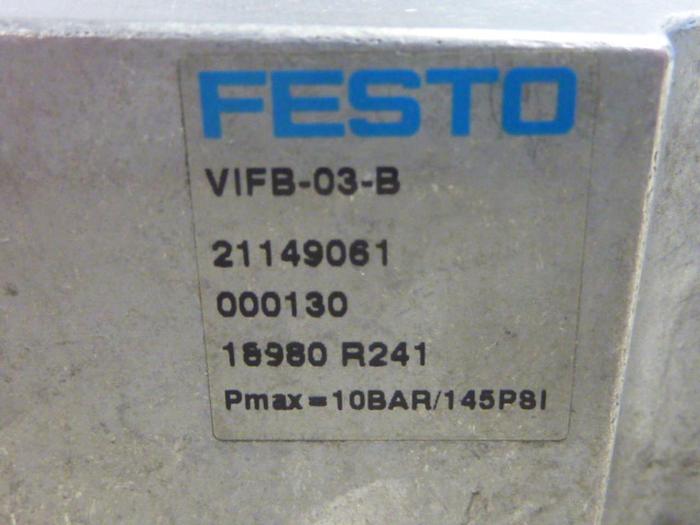 FESTO
VIFB-03-B
21149061
000130
18980 R241
Pmax=10BAR/145PSI